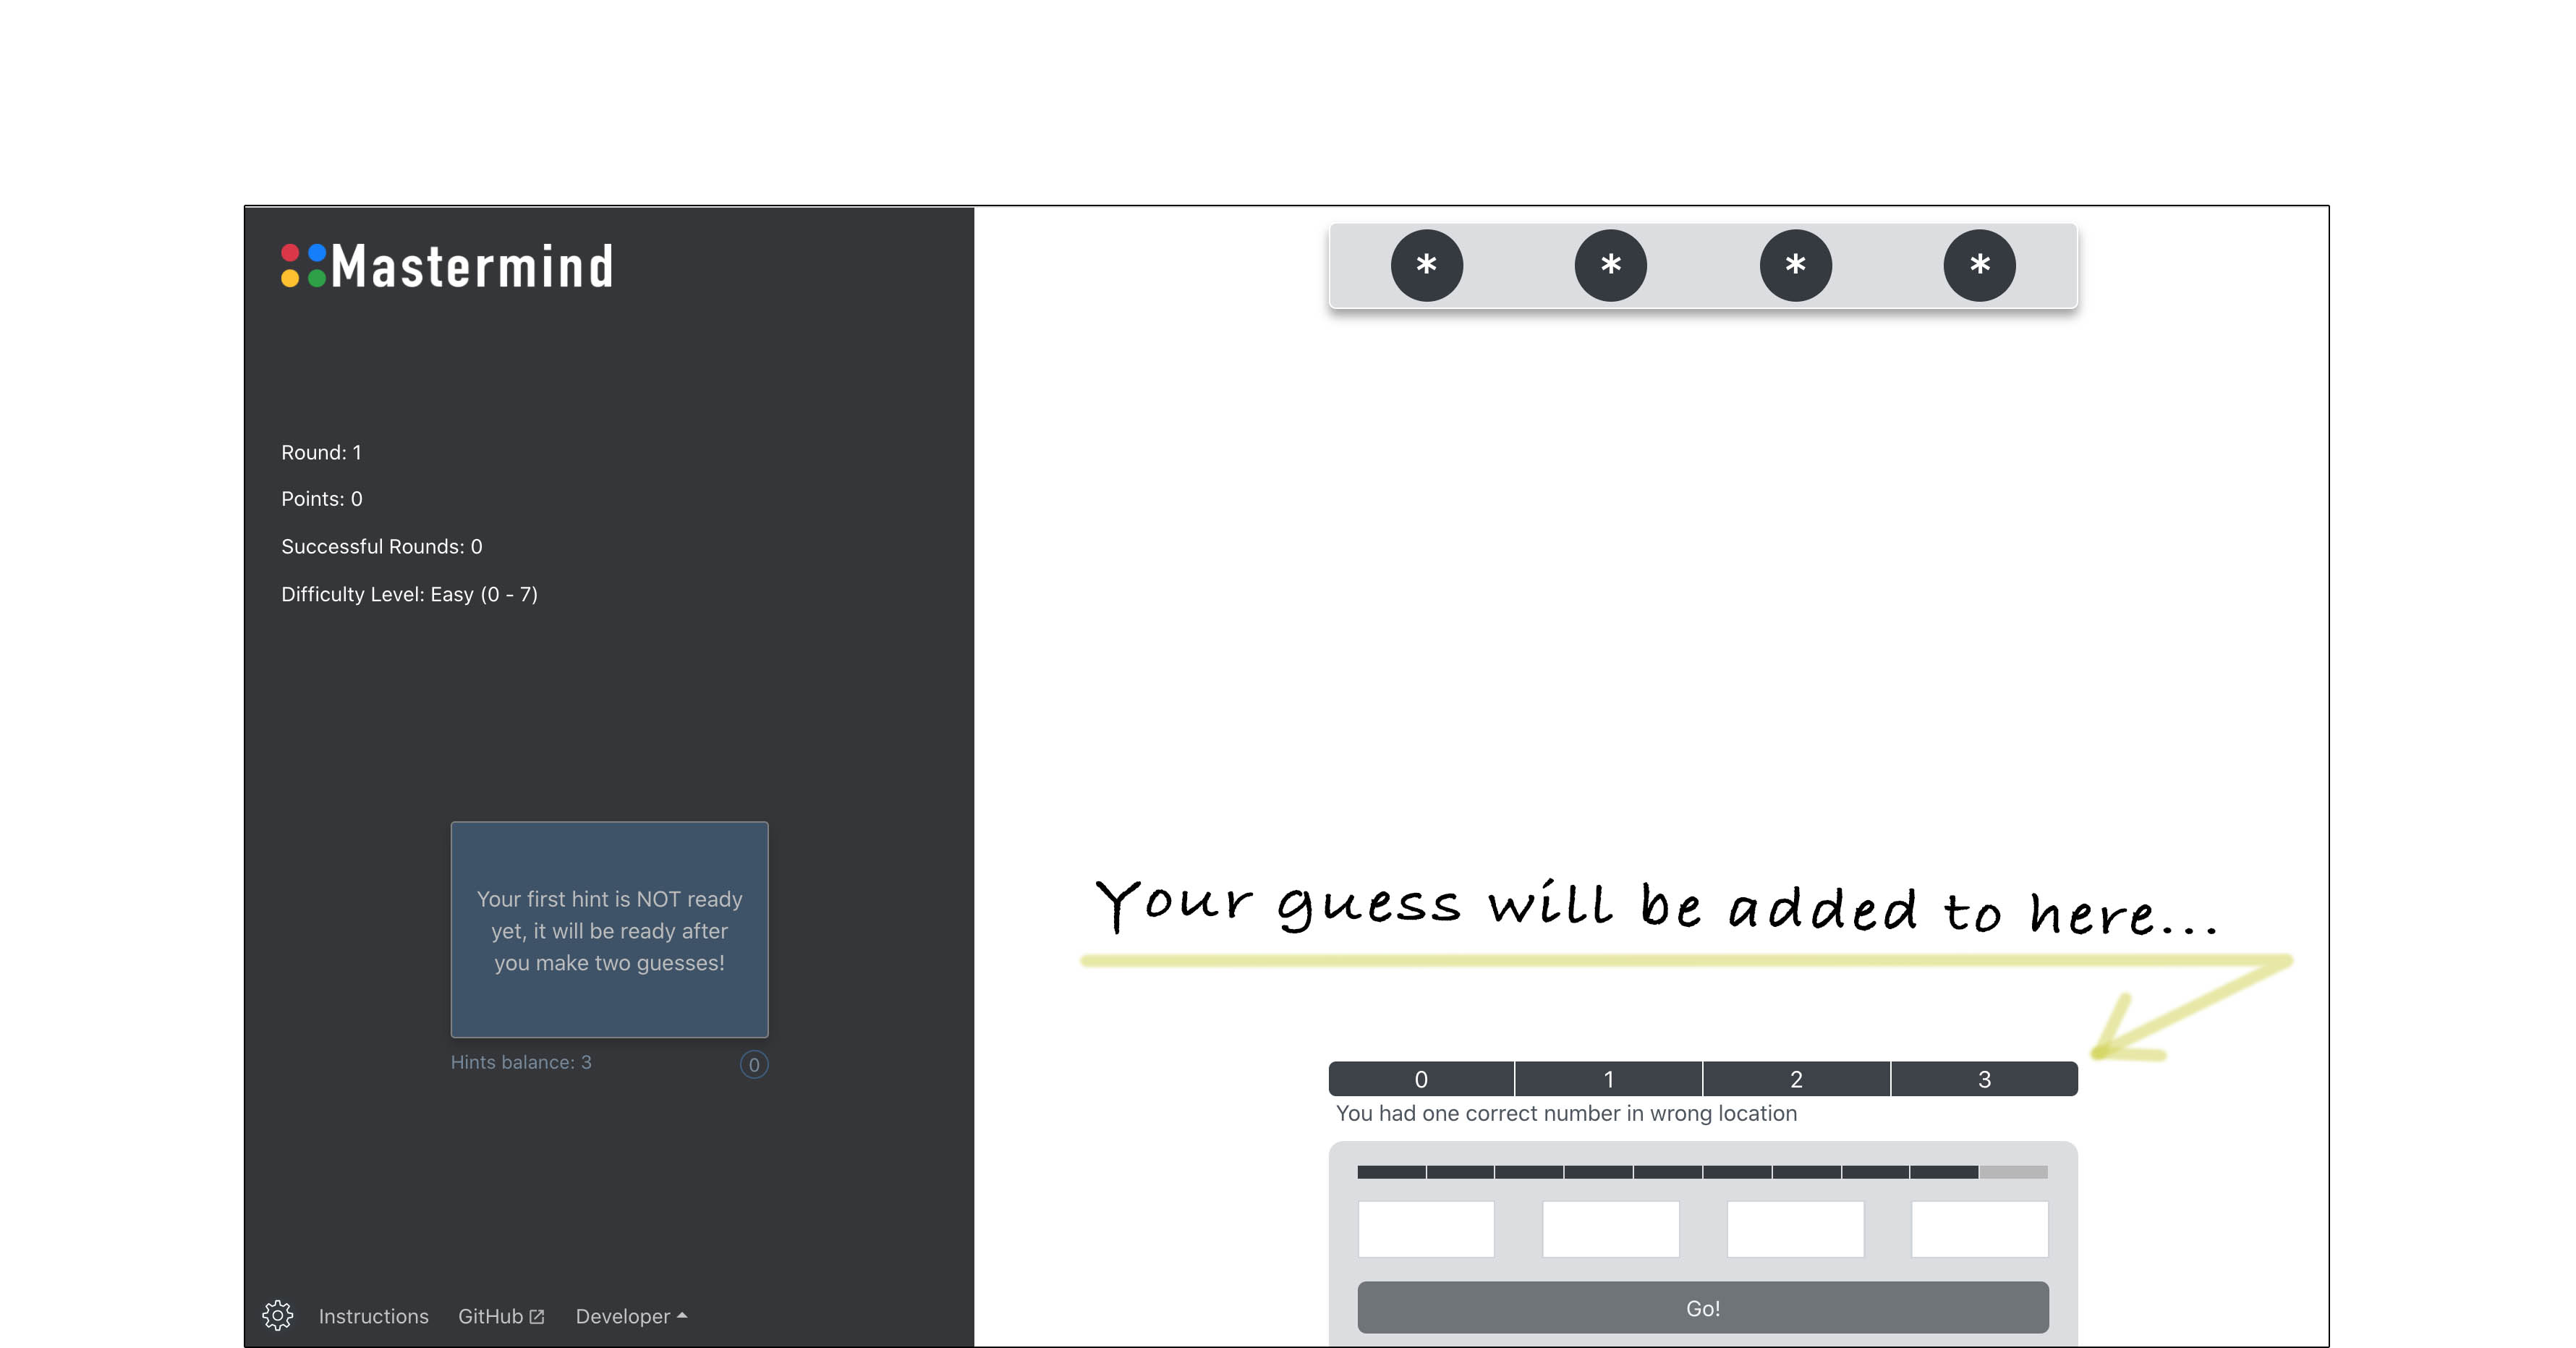 Mastermind
Round: 1
Points: 0
Successful Rounds: 0
Difficulty Level: Easy (0 - 7)
Your first hint is NOT ready
yet, it will be ready after
you make two guesses!
Hints balance: 3
0
Instructions GitHub Developer
* * * *
Your guess will be added to here...
0 1 2 3
You had one correct number in wrong location
Go!